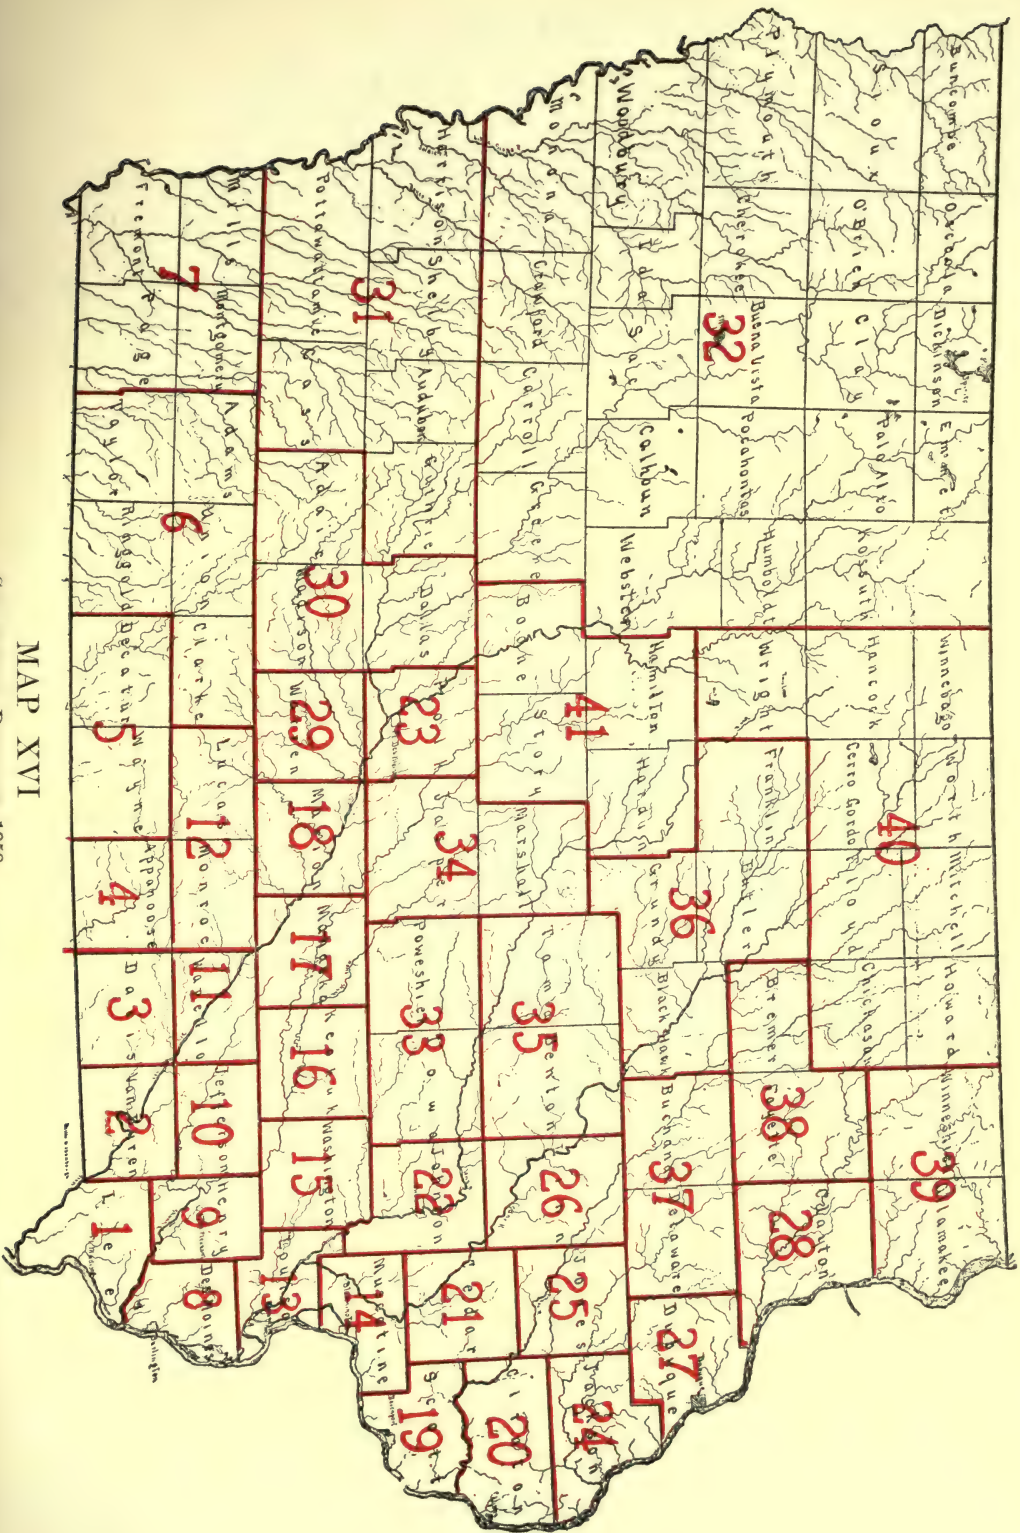 MAP XVI
Buncombe
Osceola
Dickinson
Emmet
Winnebago
Worth
Mitchell
Howard
Winneshiek
Allamakee
39
Sioux
OBrien
Clay
Palo Alto
Kossuth
Hancock
Cerro Gordo
40
Floyd
Chickasaw
Plymouth
Cherokee
Buena Vista
32
Pocahontas
Humboldt
Wright
Franklin
Butler
36
Bremer
Fayette
38
Clayton
28
Woodbury
Ida
Sac
Calhoun
Webster
Hamilton
Hardin
Grundy
Black Hawk
Buchanan
37
Delaware
Dubuque
27
Monona
Crawford
Carroll
Greene
Boone
Story
41
Marshall
Tama
35
Benton
Linn
26
Jones
25
Jackson
24
Harrison
Shelby
31
Audubon
Guthrie
Dallas
Polk
23
Jasper
34
Poweshiek
33
Iowa
Johnson
22
Cedar
21
Clinton
20
Scott
19
Pottawattamie
Cass
Adair
Madison
30
Warren
29
Marion
18
Mahaska
17
Keokuk
16
Washington
15
Muscatine
14
Louisa
13
Mills
Montgomery
7
Adams
Union
6
Clarke
Lucas
12
Monroe
Wapello
11
Jefferson
10
Henry
9
Des Moines
8
Burlington
Fremont
Page
Taylor
Ringgold
Decatur
5
Wayne
Appanoose
4
Davis
3
Van Buren
2
Lee
1